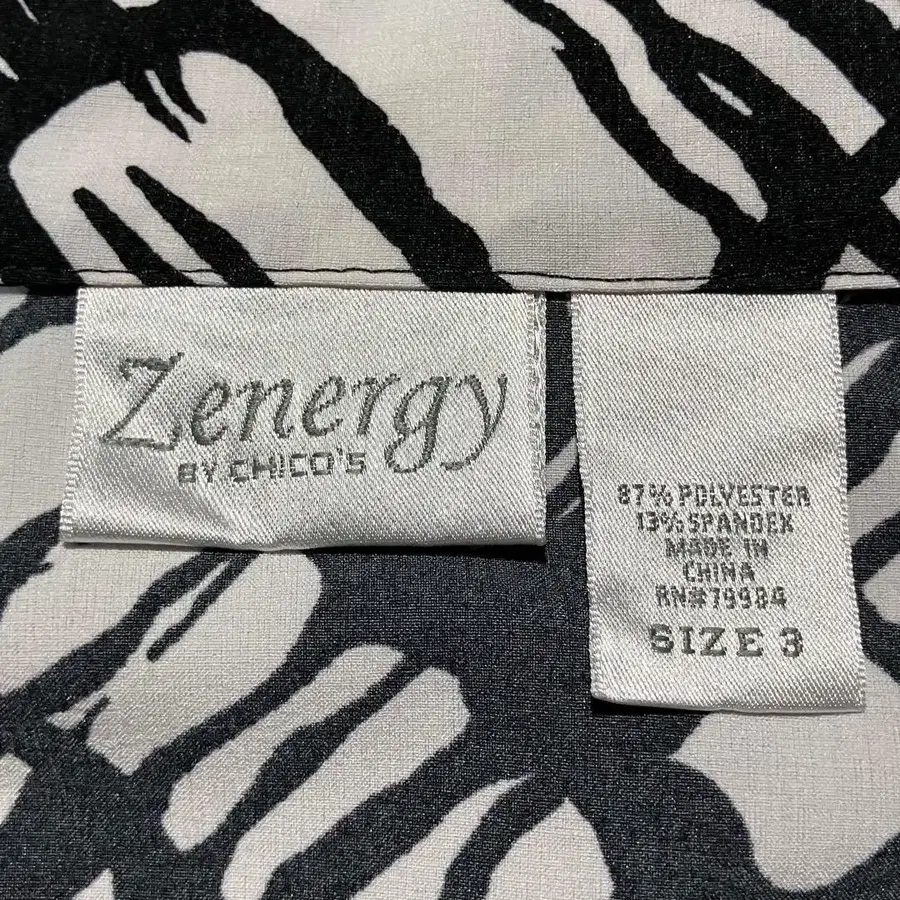 Zenergy
BY CHICO'S
87% POLYESTER
13% SPANDEX
MADE IN
CHINA
RN#79984
SIZE 3